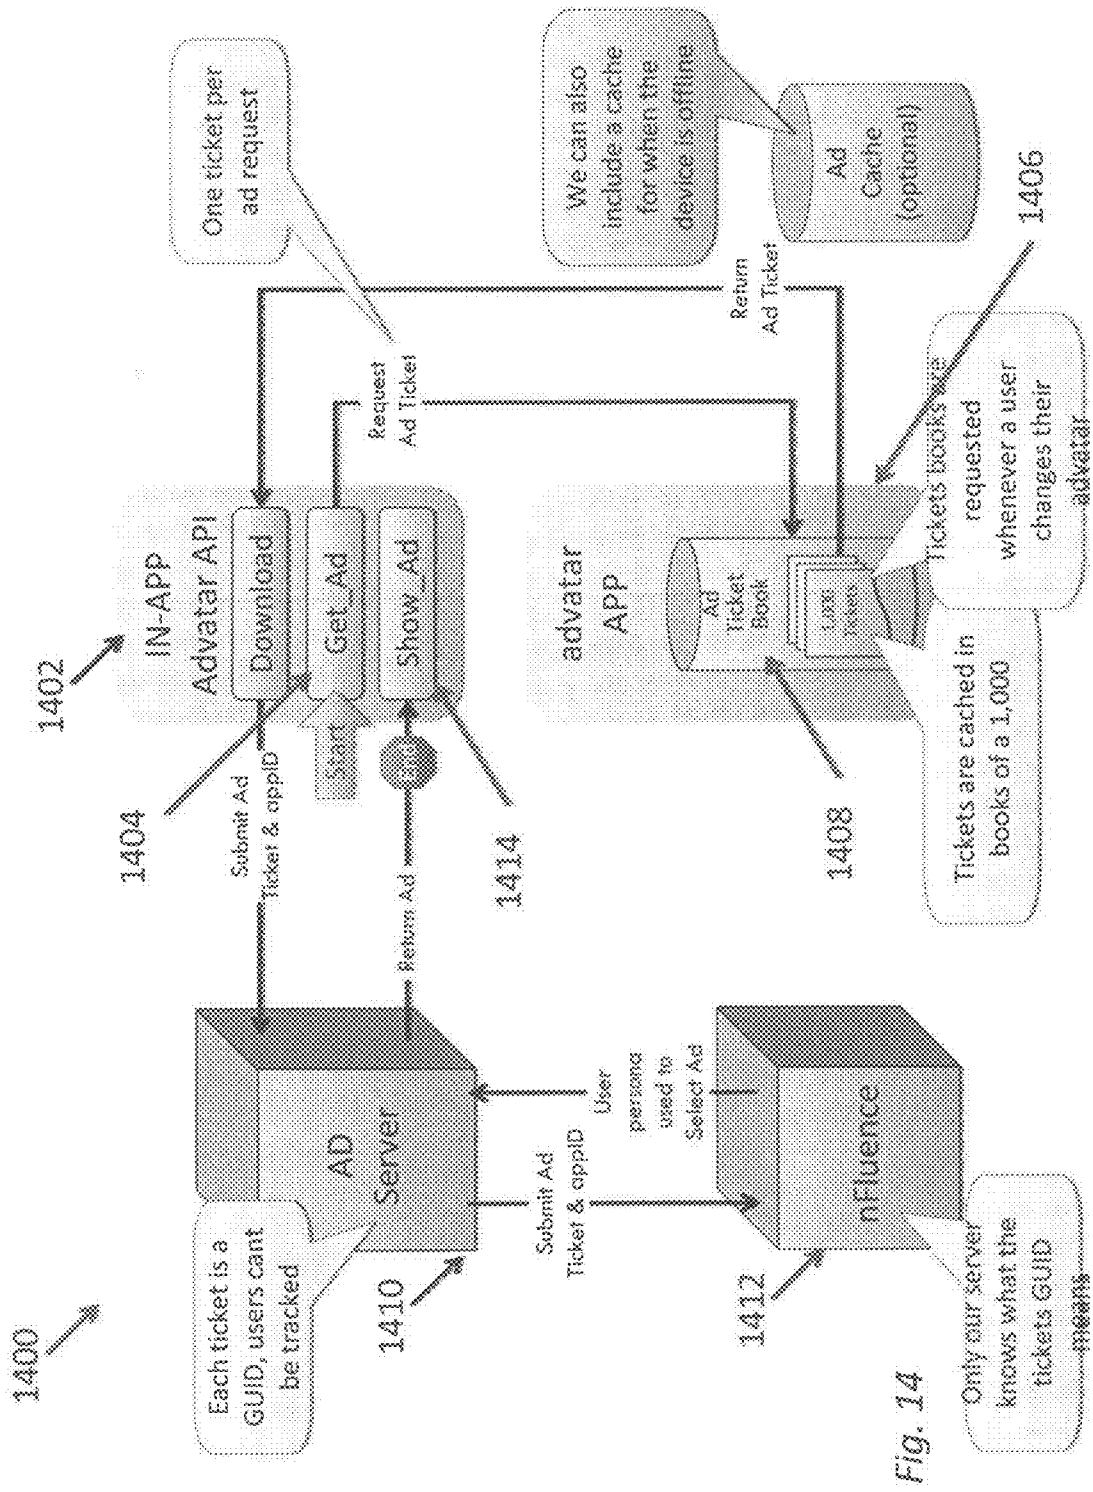 1400
Each ticket is a
GUID, users cant
be tracked
AD
Server
1410
Submit Ad
Ticket & appID
Return Ad
1402
IN-APP
Advatar API
Download
Get_Ad
Show_Ad
Start
1404
1414
One ticket per
ad request
Request
Ad Ticket
Return
Ad Ticket
We can also
include a cache
for when the
device is offline
Ad
Cache
(optional)
1406
Submit Ad
Ticket & appID
User
persona
used to
Select Ad
nFluence
1412
Only our server
knows what the
tickets GUID
means
advatar
APP
Ad
Ticket
Book
1,000
Tickets
1408
Tickets are cached in
books of a 1,000
Tickets books are
requested
whenever a user
changes their
advatar
Fig. 14